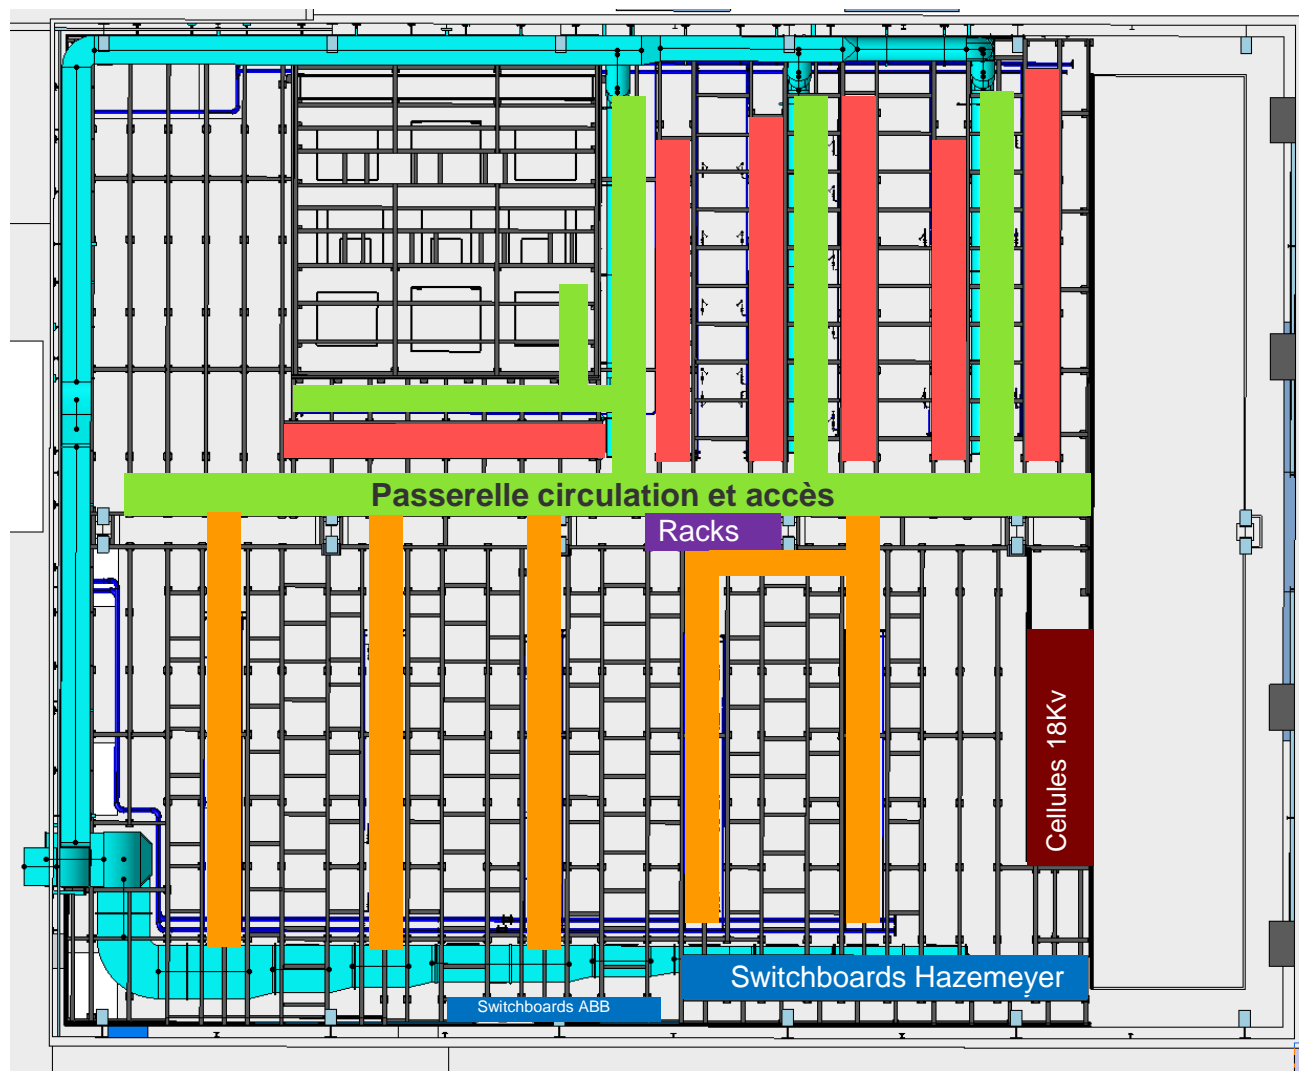 Passerelle circulation et accès
Racks
Cellules 18Kv
Switchboards Hazemeyer
Switchboards ABB